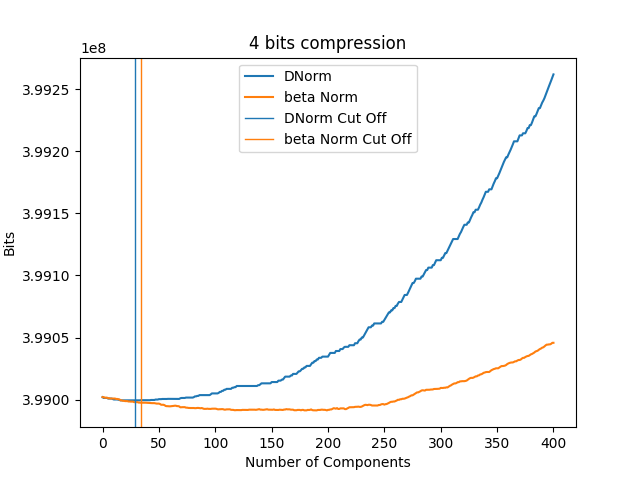 4 bits compression
1e8
DNorm
beta Norm
DNorm Cut Off
beta Norm Cut Off
3.9925
3.9920
3.9915
3.9910
3.9905
3.9900
Bits
0 50 100 150 200 250 300 350 400
Number of Components